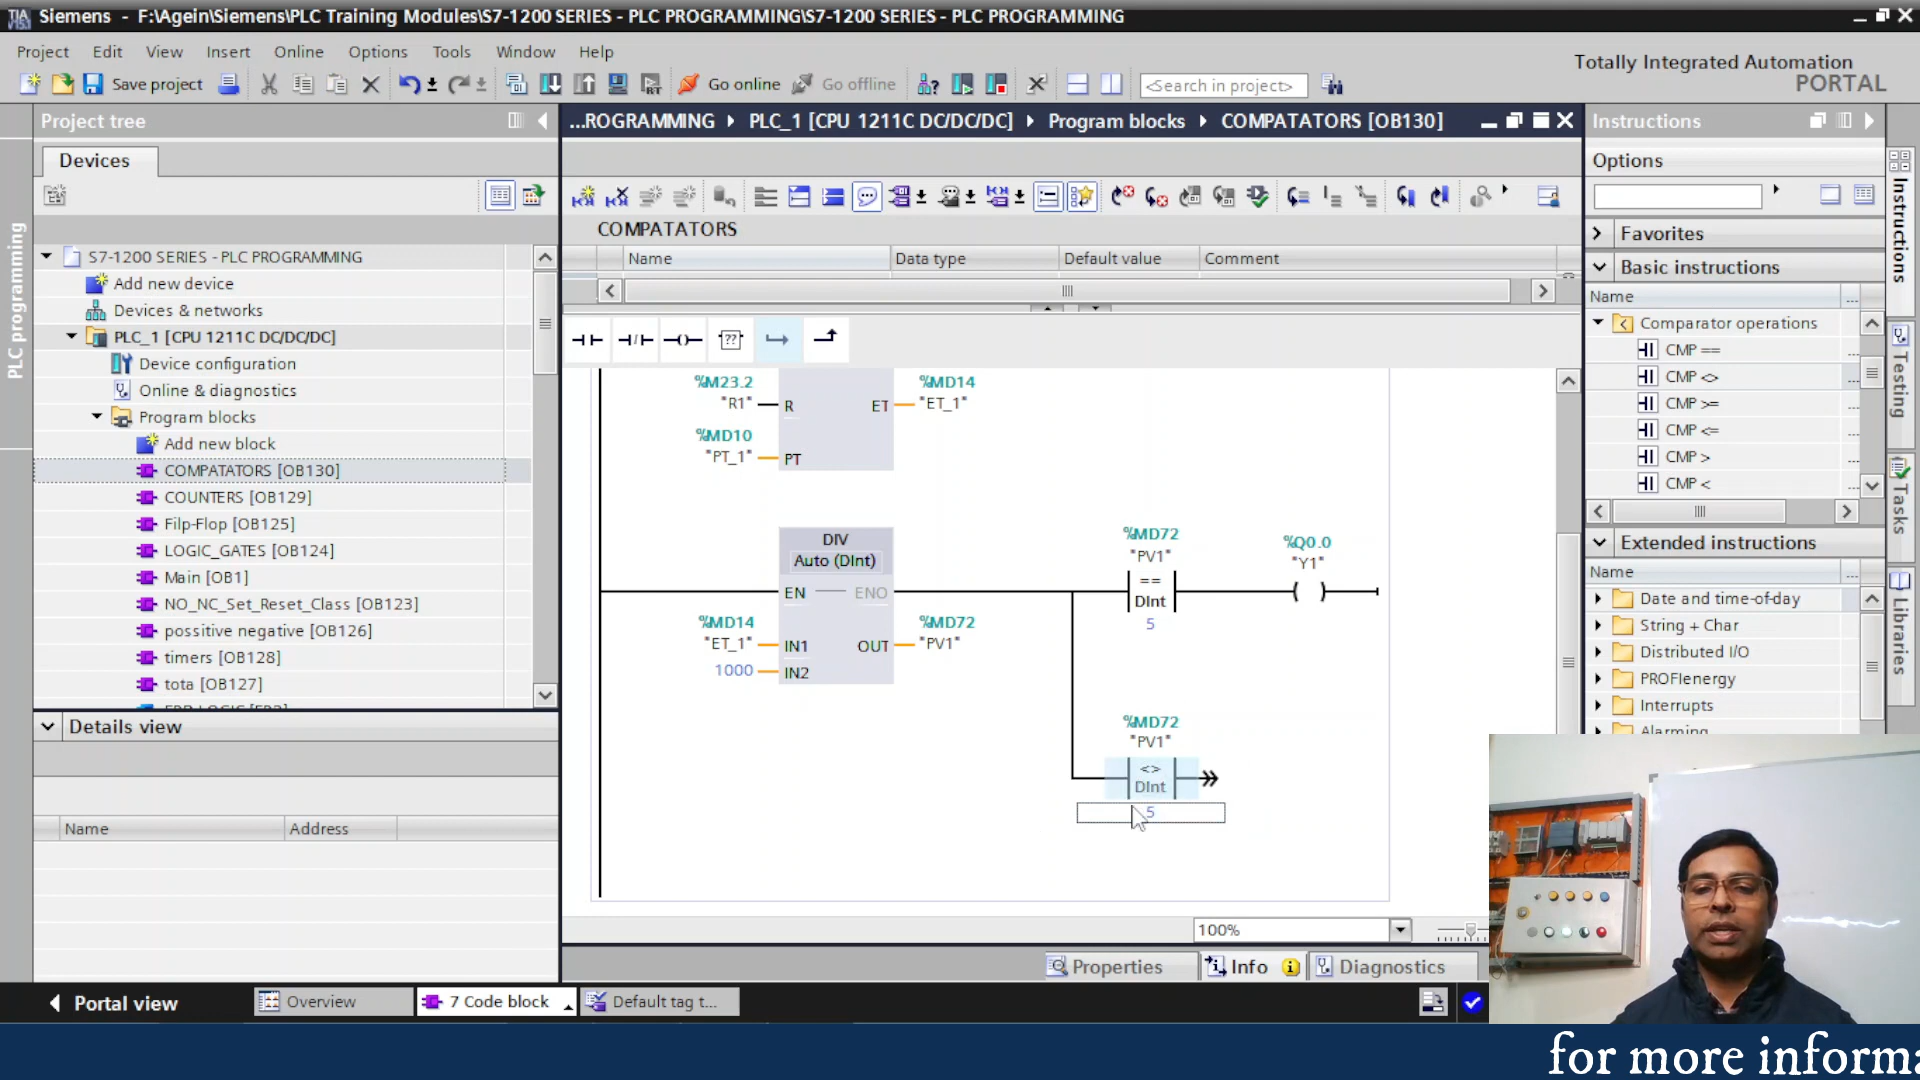 Siemens - F:\Agein\Siemens\PLC Training Modules\S7-1200 SERIES - PLC PROGRAMMING\S7-1200 SERIES - PLC PROGRAMMING
Project Edit View Insert Online Options Tools Window Help
Totally Integrated Automation
PORTAL
Save project
Go online
Go offline
<Search in project>
Project tree
...ROGRAMMING PLC_1 [CPU 1211C DC/DC/DC] Program blocks COMPATATORS [OB130]
Instructions
Devices
Options
PLC programming
COMPATATORS
Name Data type Default value Comment
S7-1200 SERIES - PLC PROGRAMMING
Add new device
Devices & networks
PLC_1 [CPU 1211C DC/DC/DC]
Device configuration
Online & diagnostics
Program blocks
Add new block
COMPATATORS [OB130]
COUNTERS [OB129]
Filp-Flop [OB125]
LOGIC_GATES [OB124]
Main [OB1]
NO_NC_Set_Reset_Class [OB123]
possitive negative [OB126]
timers [OB128]
tota [OB127]
Details view
Name Address
??
%M23.2
"R1"
R
ET
%MD14
"ET_1"
%MD10
"PT_1"
PT
DIV
Auto (DInt)
EN
ENO
%MD14
"ET_1"
IN1
1000
IN2
OUT
%MD72
"PV1"
%MD72
"PV1"
==
DInt
5
%Q0.0
"Y1"
%MD72
"PV1"
<>
DInt
5
100%
Properties
Info
Diagnostics
Favorites
Basic instructions
Name
...
Comparator operations
CMP ==
CMP <>
CMP >=
CMP <=
CMP >
CMP <
Extended instructions
Name
...
Date and time-of-day
String + Char
Distributed I/O
PROFIenergy
Interrupts
Alarming
Instructions
Testing
Tasks
Libraries
Portal view
Overview
7 Code block
Default tag t...
for more informa